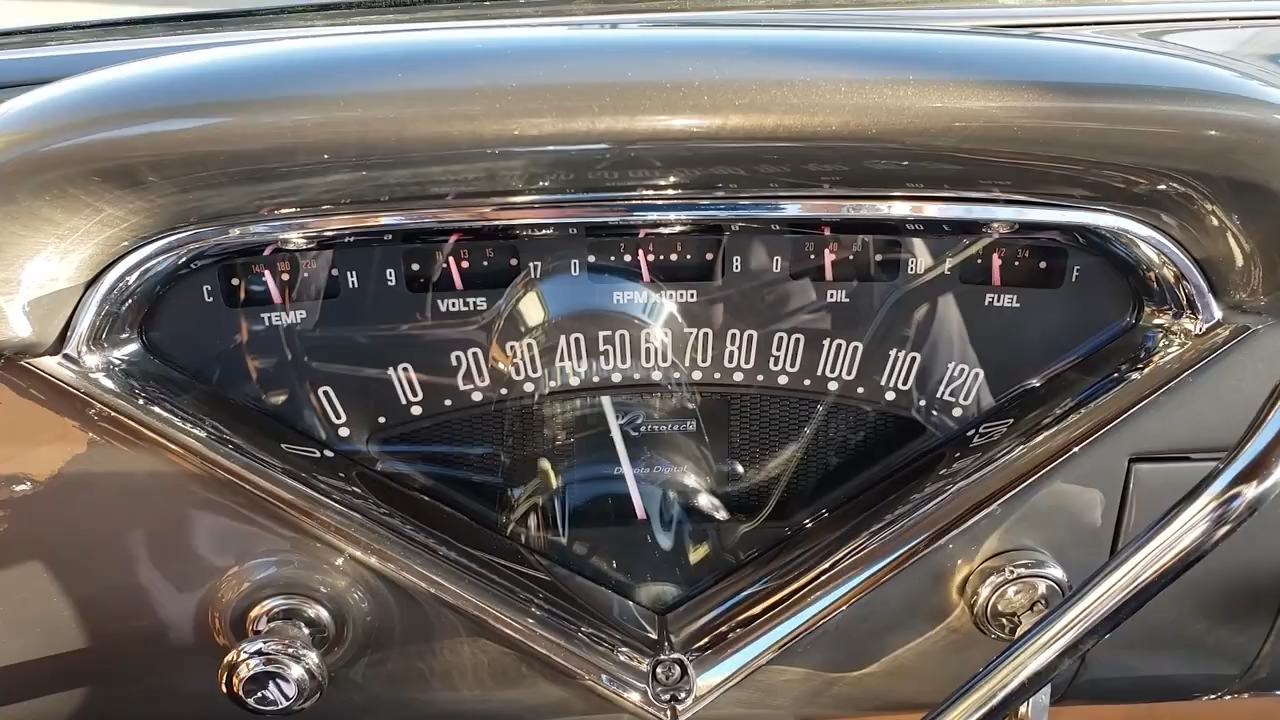 140 180 220
C H
TEMP
11 13 15
9 17
VOLTS
2 4 6
0 8
RPM x1000
20 40 60
0 80
OIL
1/2 3/4
E F
FUEL
0 10 20 30 40 50 60 70 80 90 100 110 120
Retrotech
Dakota Digital